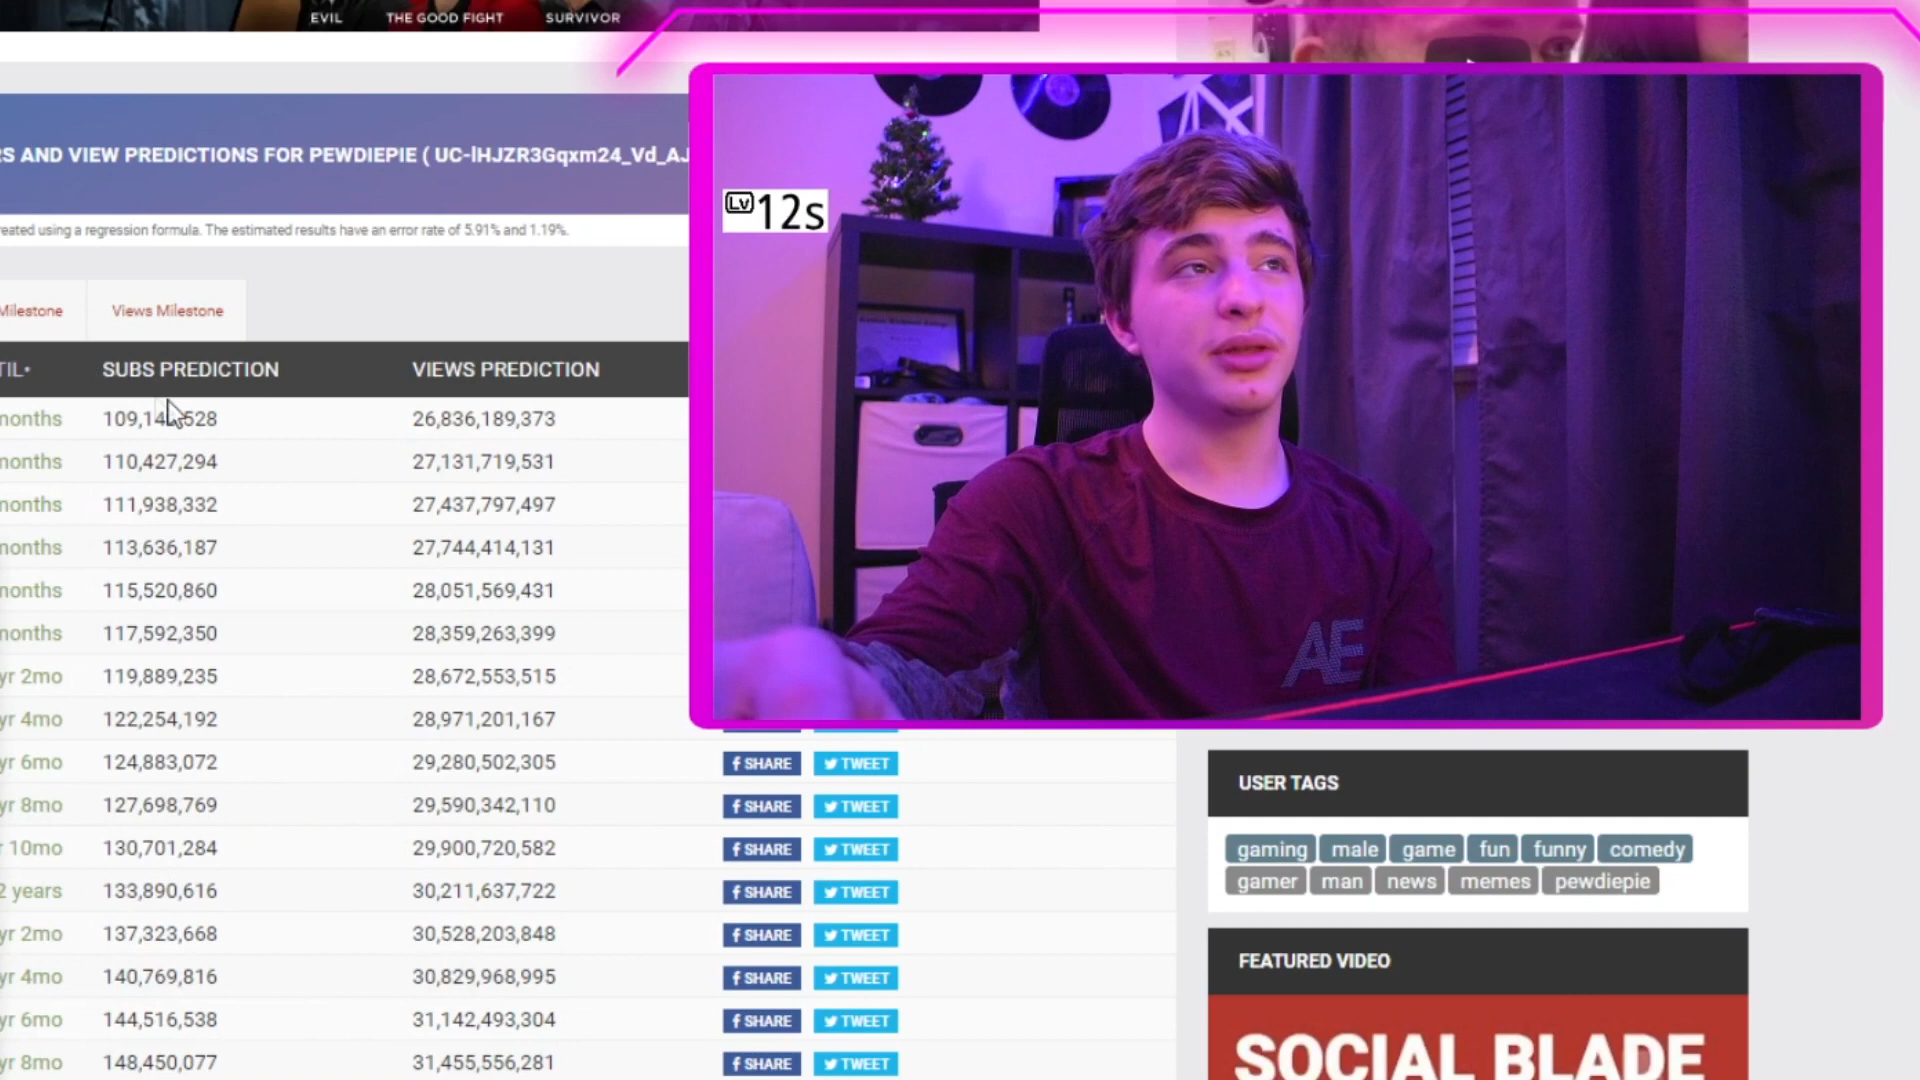 EVIL THE GOOD FIGHT SURVIVOR
S AND VIEW PREDICTIONS FOR PEWDIEPIE ( UC-lHJZR3Gqxm24_Vd_AJ
reated using a regression formula. The estimated results have an error rate of 5.91% and 1.19%.
Lv 12s
Milestone Views Milestone
TIL SUBS PREDICTION VIEWS PREDICTION
months 26,836,189,373
months 110,427,294 27,131,719,531
months 111,938,332 27,437,797,497
months 113,636,187 27,744,414,131
months 115,520,860 28,051,569,431
months 117,592,350 28,359,263,399
yr 2mo 119,889,235 28,672,553,515
yr 4mo 122,254,192 28,971,201,167
yr 6mo 124,883,072 29,280,502,305 SHARE TWEET
yr 8mo 127,698,769 29,590,342,110 SHARE TWEET
r 10mo 130,701,284 29,900,720,582 SHARE TWEET
2 years 133,890,616 30,211,637,722 SHARE TWEET
yr 2mo 137,323,668 30,528,203,848 SHARE TWEET
yr 4mo 140,769,816 30,829,968,995 SHARE TWEET
yr 6mo 144,516,538 31,142,493,304 SHARE TWEET
yr 8mo 148,450,077 31,455,556,281 SHARE TWEET
AE
USER TAGS
gaming male game fun funny comedy
gamer man news memes pewdiepie
FEATURED VIDEO
SOCIAL BLADE